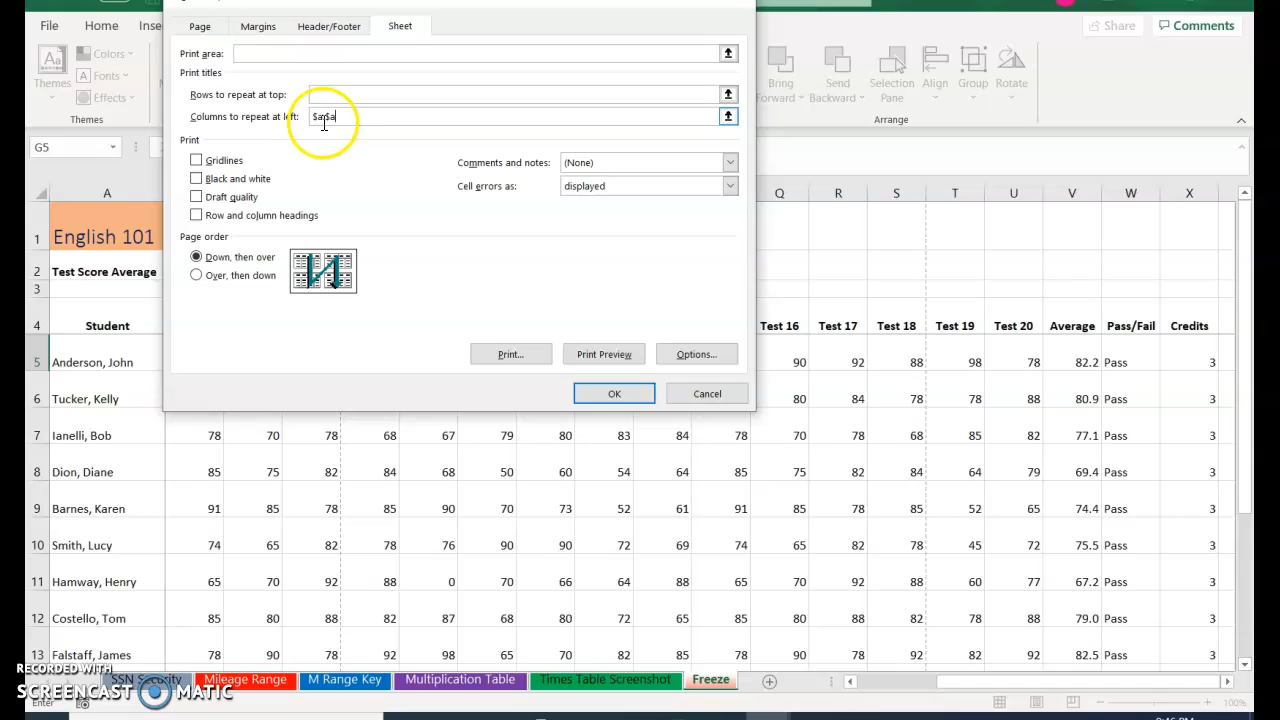 File Home Inse Share Comments
Themes Colors Fonts Effects Bring Forward Send Backward Selection Pane Align Group Rotate
Themes Arrange
Page Margins Header/Footer Sheet
Print area:
Print titles
Rows to repeat at top:
Columns to repeat at left: $a:$a
Print
Gridlines Comments and notes: (None)
Black and white
Cell errors as: displayed
Draft quality
Row and column headings
Page order
Down, then over
Over, then down
Print... Print Preview Options...
OK Cancel
G5
A Q R S T U V W X
1 English 101
2 Test Score Average
3
4 Student Test 16 Test 17 Test 18 Test 19 Test 20 Average Pass/Fail Credits
5 Anderson, John 90 92 88 98 78 82.2 Pass 3
6 Tucker, Kelly 80 84 78 78 88 80.9 Pass 3
7 Ianelli, Bob 78 70 78 68 67 79 80 83 84 78 70 78 68 85 82 77.1 Pass 3
8 Dion, Diane 85 75 82 84 68 50 60 54 64 85 75 82 84 64 79 69.4 Pass 3
9 Barnes, Karen 91 85 78 85 90 70 73 52 61 91 85 78 85 52 65 74.4 Pass 3
10 Smith, Lucy 74 65 82 78 76 90 90 72 69 74 65 82 78 45 72 75.5 Pass 3
11 Hamway, Henry 65 70 92 88 0 70 66 64 88 65 70 92 88 60 77 67.2 Pass 3
12 Costello, Tom 85 80 88 82 87 68 80 72 65 85 80 88 82 78 88 79.0 Pass 3
13 Falstaff, James 78 90 78 92 98 65 70 82 85 78 90 78 92 82 92 82.9 Pass 3
SSN Security Mileage Range M Range Key Multiplication Table Times Table Screenshot Freeze
Enter 100%
RECORDED WITH
SCREENCAST MATIC